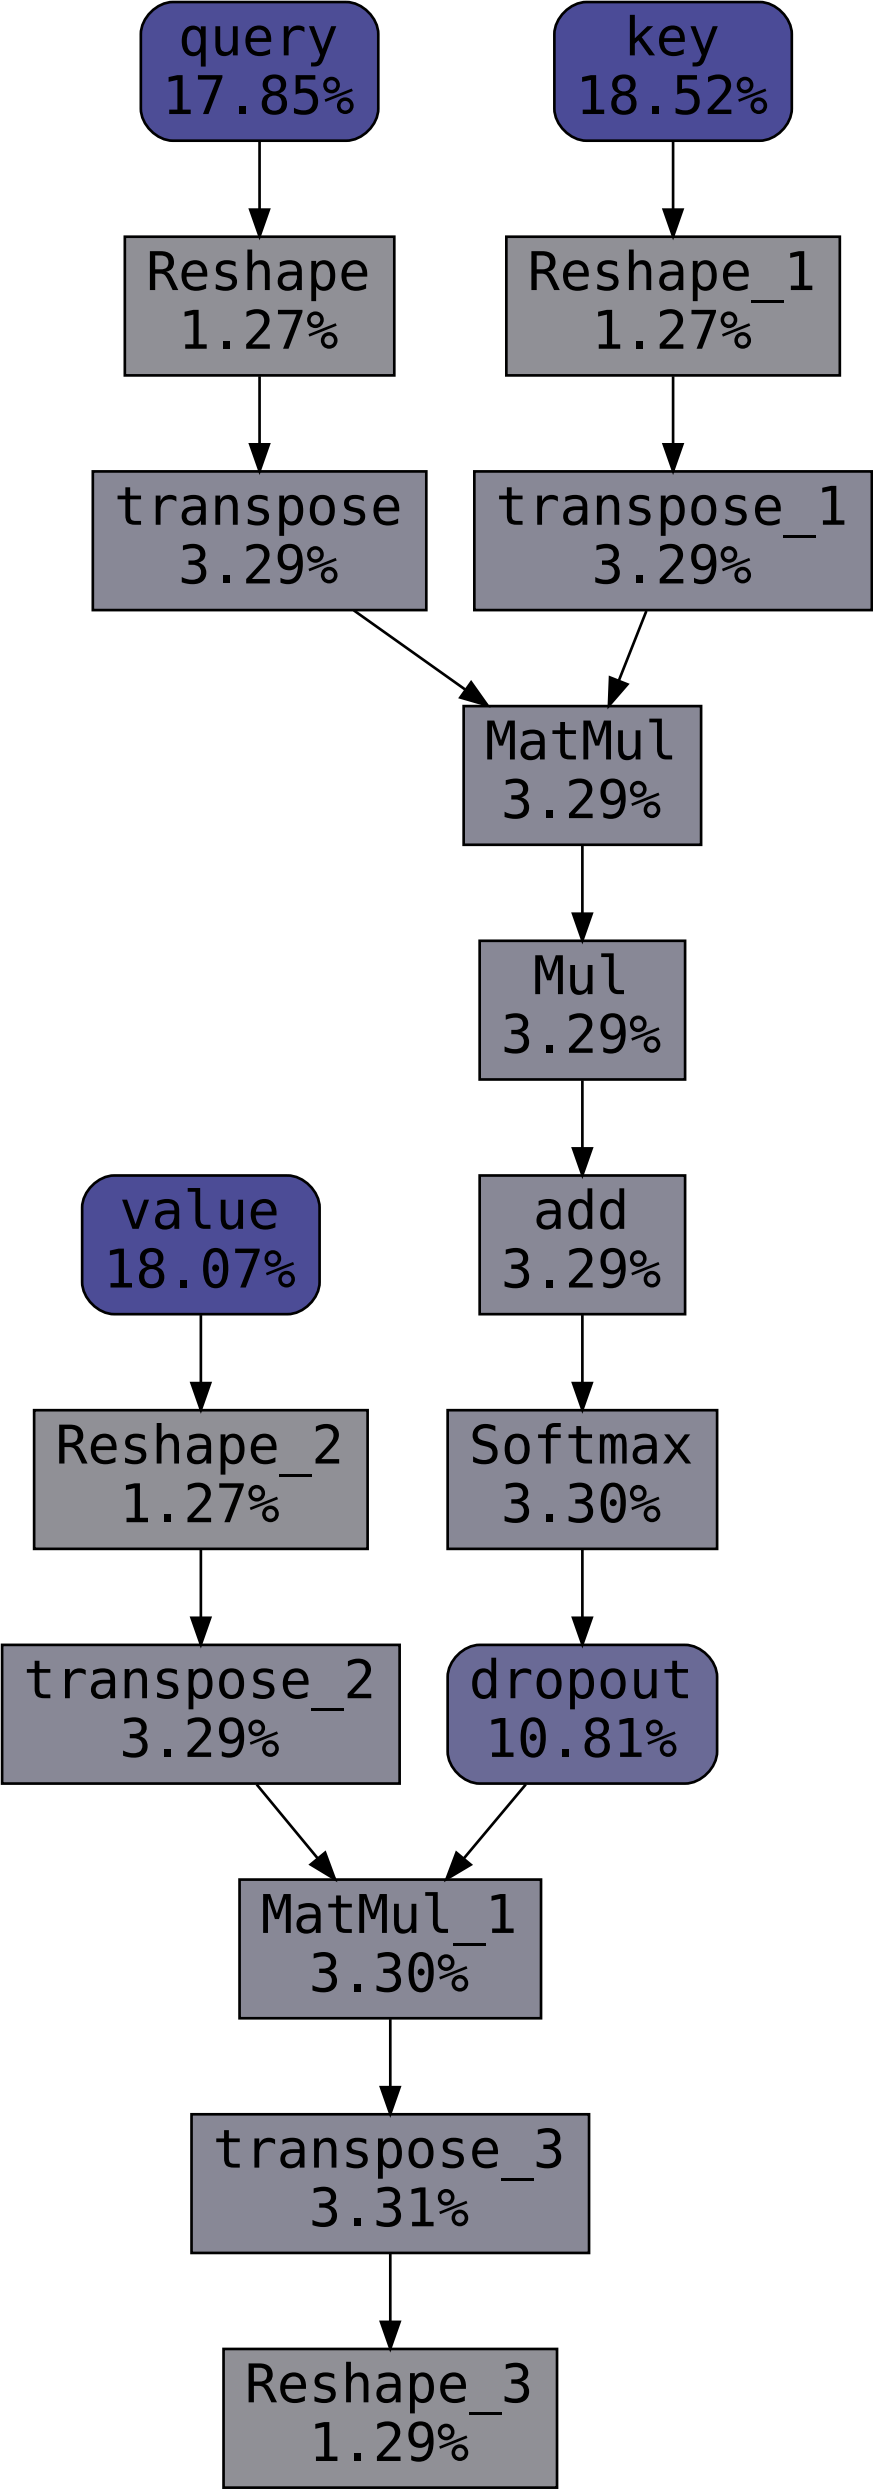 query
17.85%
key
18.52%
Reshape
1.27%
Reshape_1
1.27%
transpose
3.29%
transpose_1
3.29%
MatMul
3.29%
Mul
3.29%
value
18.07%
add
3.29%
Reshape_2
1.27%
Softmax
3.30%
transpose_2
3.29%
dropout
10.81%
MatMul_1
3.30%
transpose_3
3.31%
Reshape_3
1.29%